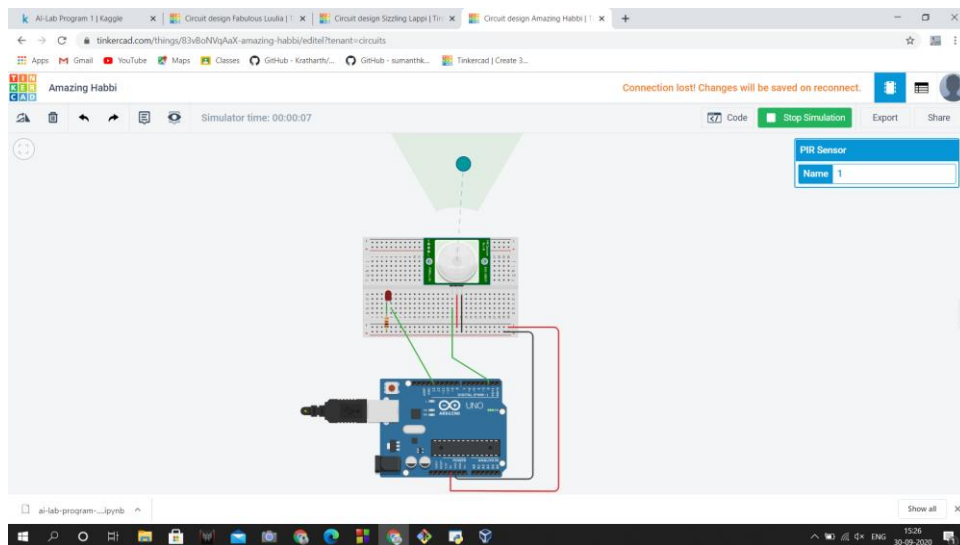 AI-Lab Program 1 | Kaggle
Circuit design Fabulous Luulia | T
Circuit design Sizzling Lappi | Tin
Circuit design Amazing Habbi | T
tinkercad.com/things/83vBoNVqAaX-amazing-habbi/editel?tenant=circuits
Apps
Gmail
YouTube
Maps
Classes
GitHub - Kratharth/...
GitHub - sumanthk...
Tinkercad | Create 3...
TIN
KER
CAD
Amazing Habbi
Connection lost! Changes will be saved on reconnect.
Simulator time: 00:00:07
Code
Stop Simulation
Export
Share
PIR Sensor
Name 1
UNO
ARDUINO
ai-lab-program-....ipynb
Show all
ENG
15:26
30-09-2020